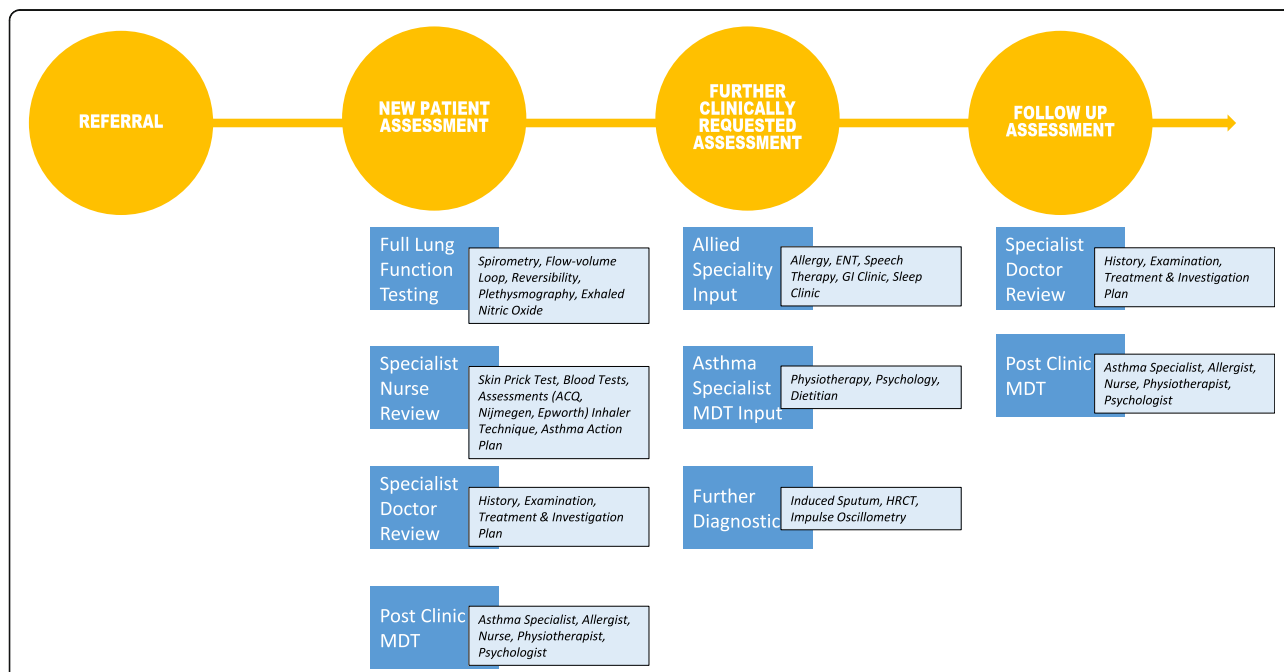 REFERRAL
NEW PATIENT
ASSESSMENT
FURTHER
CLINICALLY
REQUESTED
ASSESSMENT
FOLLOW UP
ASSESSMENT
Full Lung
Function
Testing
Spirometry, Flow-volume
Loop, Reversibility,
Plethysmography, Exhaled
Nitric Oxide
Specialist
Nurse
Review
Skin Prick Test, Blood Tests,
Assessments (ACQ,
Nijmegen, Epworth) Inhaler
Technique, Asthma Action
Plan
Specialist
Doctor
Review
History, Examination,
Treatment & Investigation
Plan
Post Clinic
MDT
Asthma Specialist, Allergist,
Nurse, Physiotherapist,
Psychologist
Allied
Speciality
Input
Allergy, ENT, Speech
Therapy, GI Clinic, Sleep
Clinic
Asthma
Specialist
MDT Input
Physiotherapy, Psychology,
Dietitian
Further
Diagnostic
Induced Sputum, HRCT,
Impulse Oscillometry
Specialist
Doctor
Review
History, Examination,
Treatment & Investigation
Plan
Post Clinic
MDT
Asthma Specialist, Allergist,
Nurse, Physiotherapist,
Psychologist